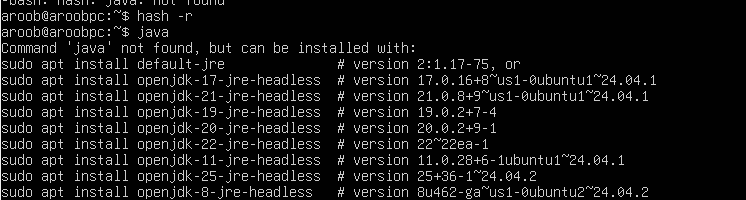 -bash: hash: java: not found
aroob@aroobpc:~$ hash -r
aroob@aroobpc:~$ java
Command 'java' not found, but can be installed with:
sudo apt install default-jre              # version 2:1.17-75, or
sudo apt install openjdk-17-jre-headless  # version 17.0.16+8~us1-0ubuntu1~24.04.1
sudo apt install openjdk-21-jre-headless  # version 21.0.8+9~us1-0ubuntu1~24.04.1
sudo apt install openjdk-19-jre-headless  # version 19.0.2+7-4
sudo apt install openjdk-20-jre-headless  # version 20.0.2+9-1
sudo apt install openjdk-22-jre-headless  # version 22~22ea-1
sudo apt install openjdk-11-jre-headless  # version 11.0.28+6-1ubuntu1~24.04.1
sudo apt install openjdk-25-jre-headless  # version 25+36-1~24.04.2
sudo apt install openjdk-8-jre-headless   # version 8u462-ga~us1-0ubuntu2~24.04.2